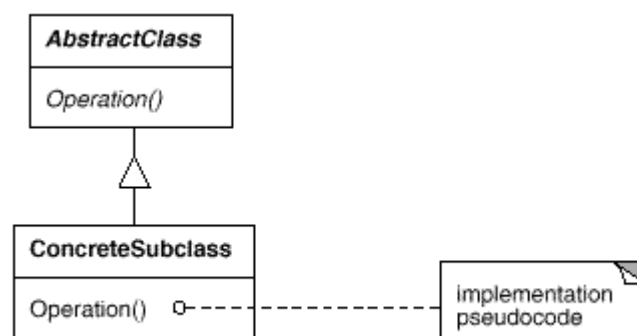 AbstractClass
Operation()
ConcreteSubclass
Operation()
implementation
pseudocode